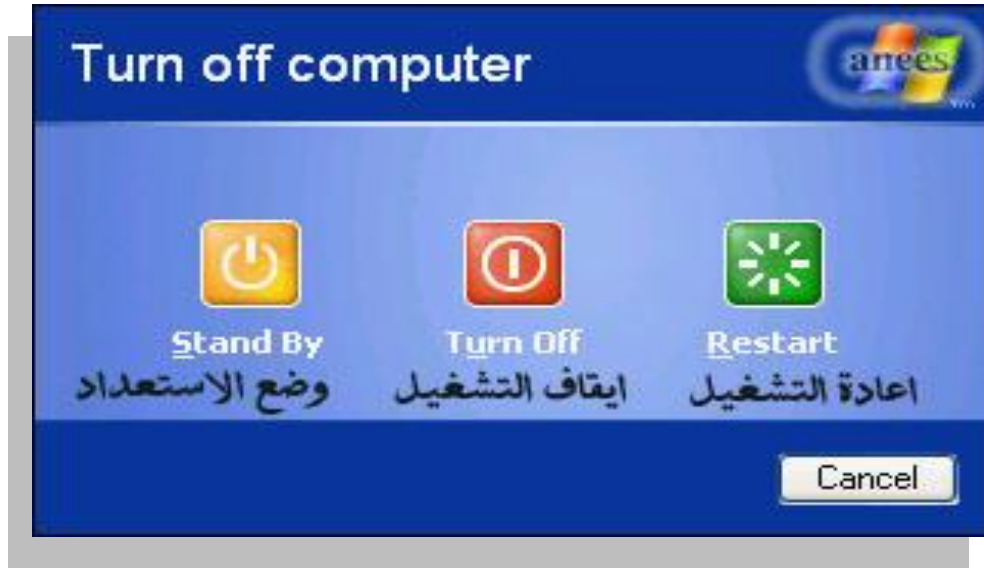 Turn off computer
anees
Stand By Turn Off Restart
وضع الاستعداد ايقاف التشغيل اعادة التشغيل
Cancel